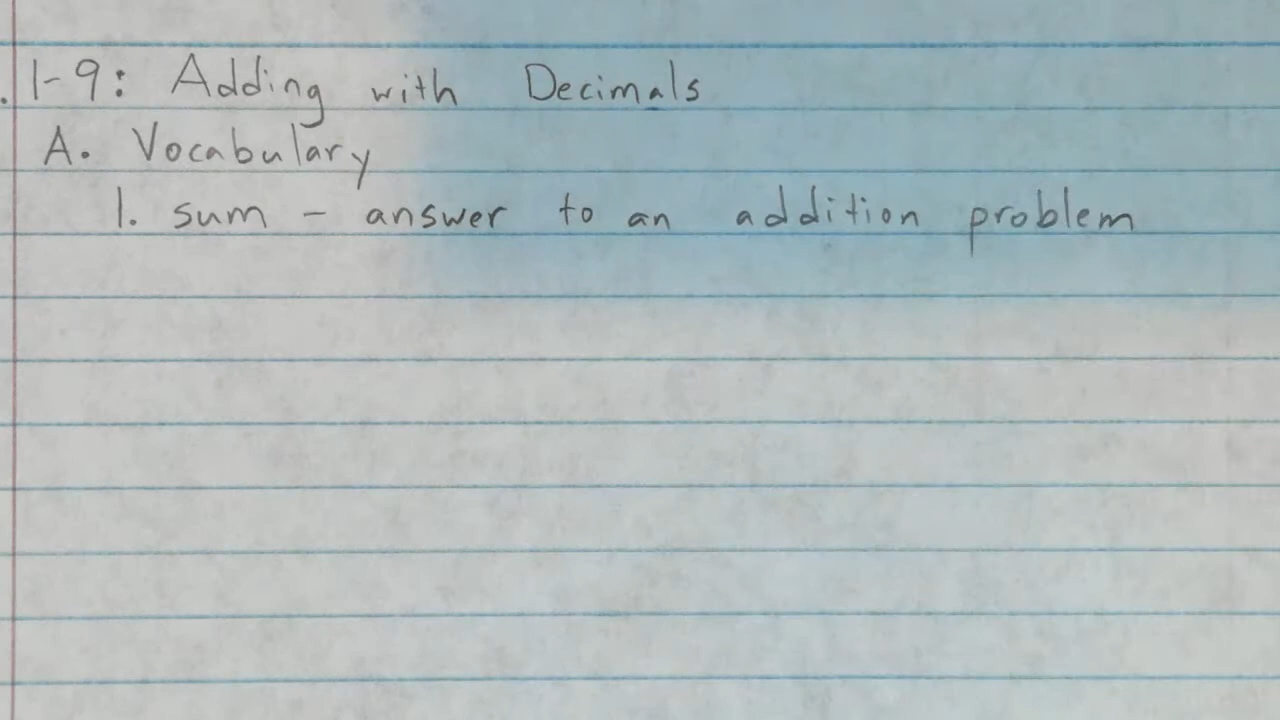 . 1-9: Adding with Decimals
A. Vocabulary
1. sum - answer to an addition problem